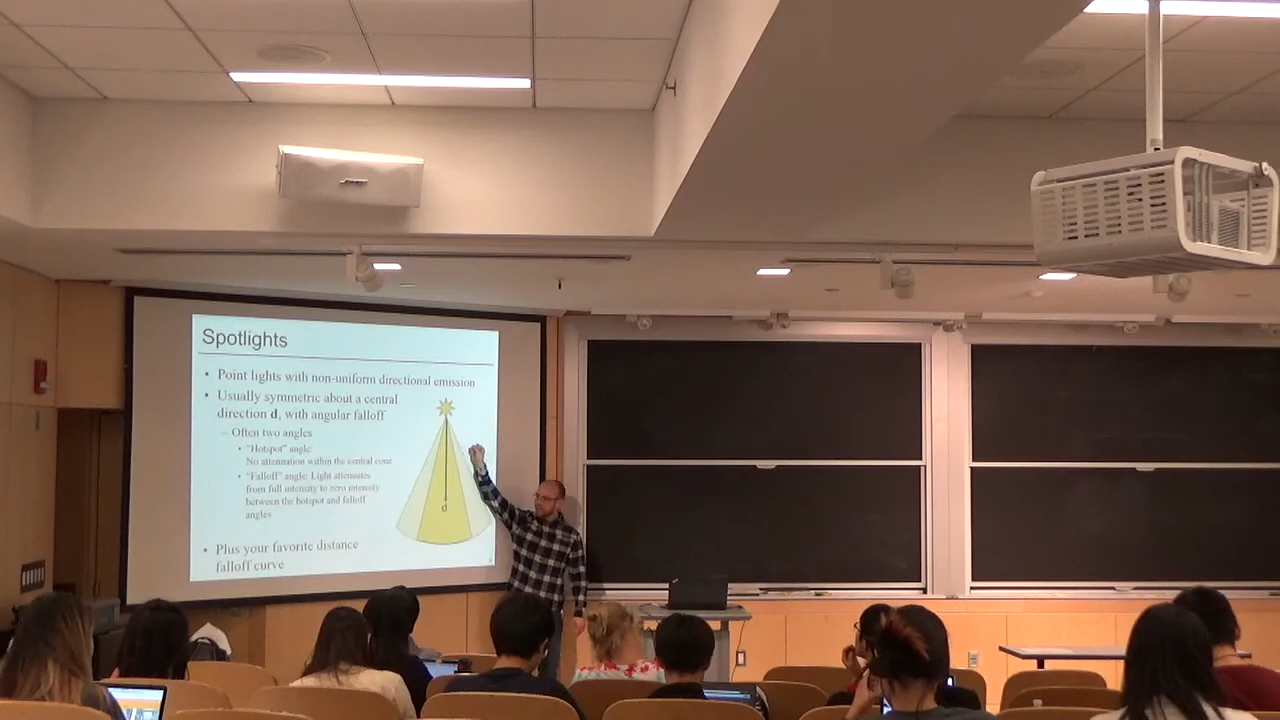 Spotlights
• Point lights with non-uniform directional emission
• Usually symmetric about a central
direction d, with angular falloff
– Often two angles
• "Hotspot" angle:
No attenuation within the central cone
• "Falloff" angle: Light attenuates
from full intensity to zero intensity
between the hotspot and falloff
angles
d
• Plus your favorite distance
falloff curve